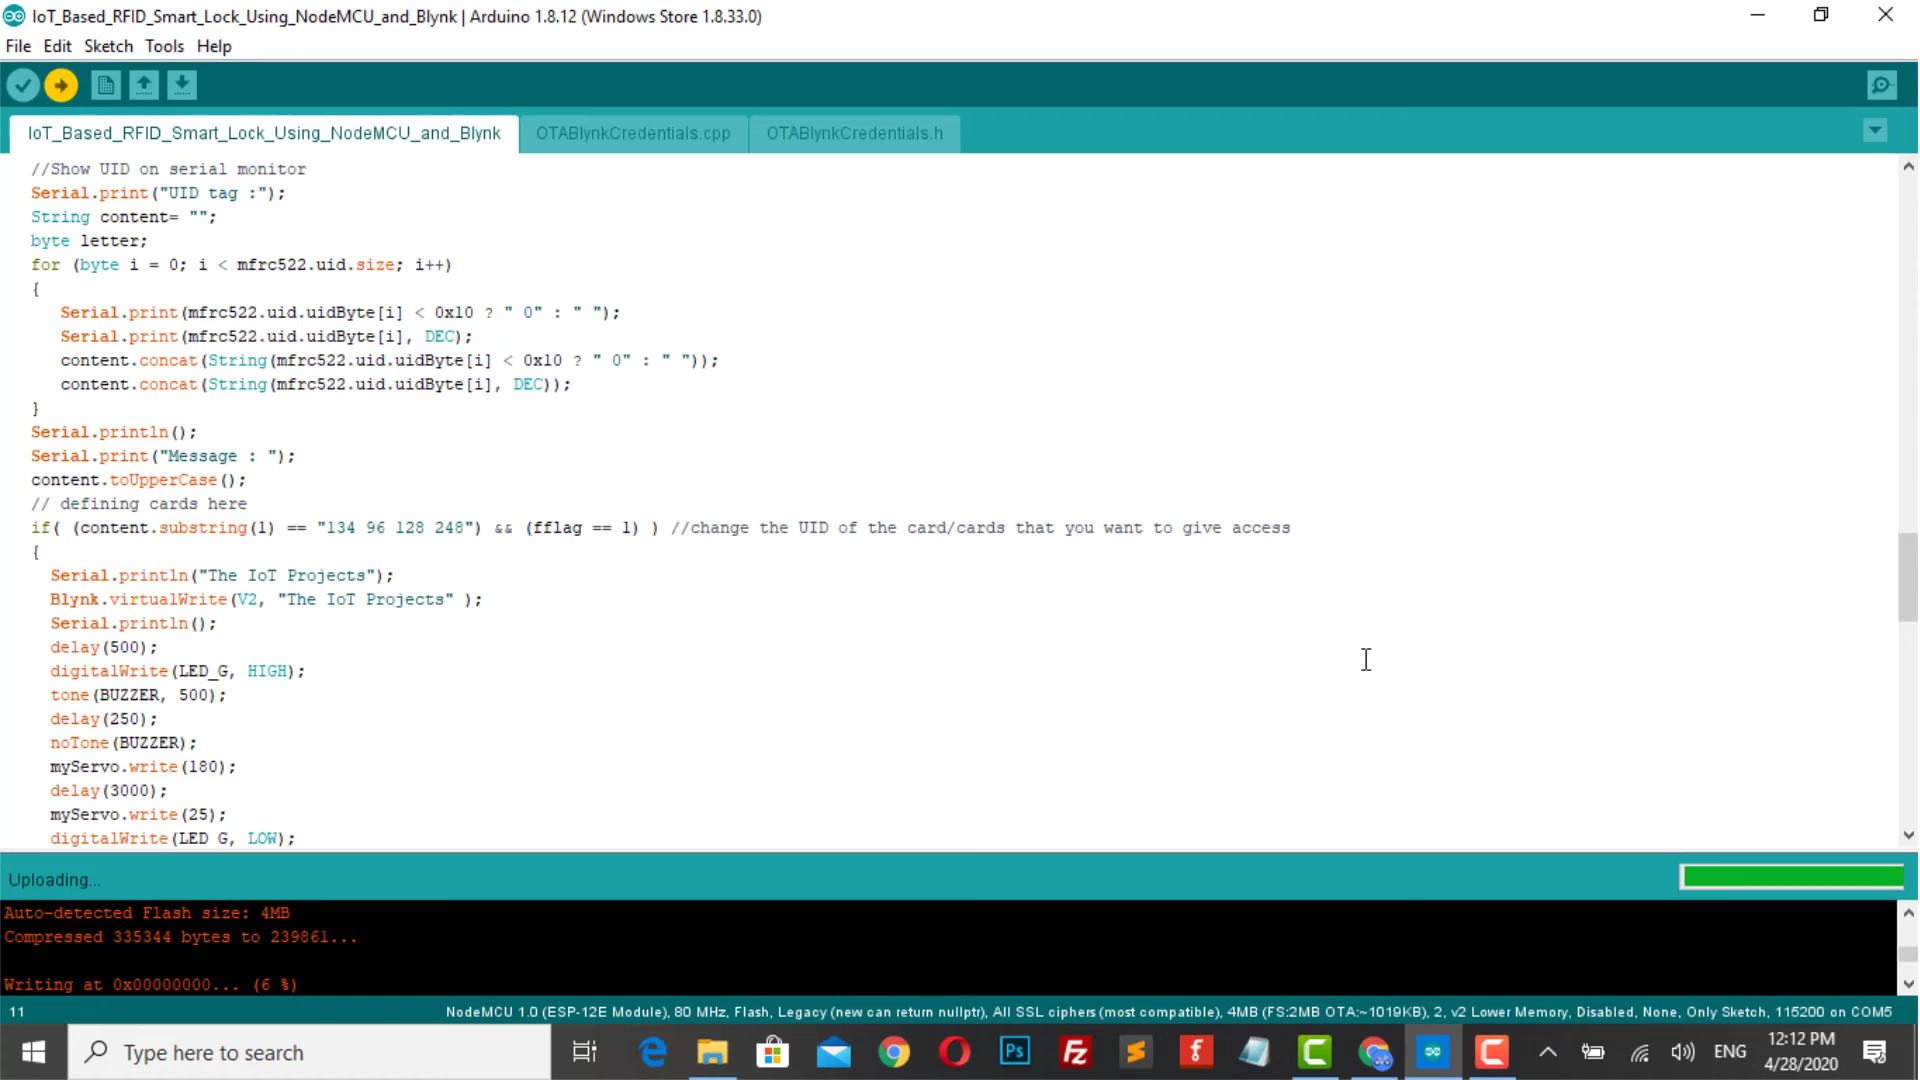 IoT_Based_RFID_Smart_Lock_Using_NodeMCU_and_Blynk | Arduino 1.8.12 (Windows Store 1.8.33.0)
File Edit Sketch Tools Help
IoT_Based_RFID_Smart_Lock_Using_NodeMCU_and_Blynk OTABlynkCredentials.cpp OTABlynkCredentials.h
//Show UID on serial monitor
Serial.print("UID tag :");
String content= "";
byte letter;
for (byte i = 0; i < mfrc522.uid.size; i++)
{
Serial.print(mfrc522.uid.uidByte[i] < 0x10 ? " 0" : " ");
Serial.print(mfrc522.uid.uidByte[i], DEC);
content.concat(String(mfrc522.uid.uidByte[i] < 0x10 ? " 0" : " "));
content.concat(String(mfrc522.uid.uidByte[i], DEC));
}
Serial.println();
Serial.print("Message : ");
content.toUpperCase();
// defining cards here
if( (content.substring(1) == "134 96 128 248") && (fflag == 1) ) //change the UID of the card/cards that you want to give access
{
Serial.println("The IoT Projects");
Blynk.virtualWrite(V2, "The IoT Projects" );
Serial.println();
delay(500);
digitalWrite(LED_G, HIGH);
tone(BUZZER, 500);
delay(250);
noTone(BUZZER);
myServo.write(180);
delay(3000);
myServo.write(25);
digitalWrite(LED_G, LOW);
Uploading...
Auto-detected Flash size: 4MB
Compressed 335344 bytes to 239861...
Writing at 0x00000000... (6 %)
11 NodeMCU 1.0 (ESP-12E Module), 80 MHz, Flash, Legacy (new can return nullptr), All SSL ciphers (most compatible), 4MB (FS:2MB OTA:~1019KB), 2, v2 Lower Memory, Disabled, None, Only Sketch, 115200 on COM5
Type here to search
Ps
Fz
ENG
12:12 PM
4/28/2020